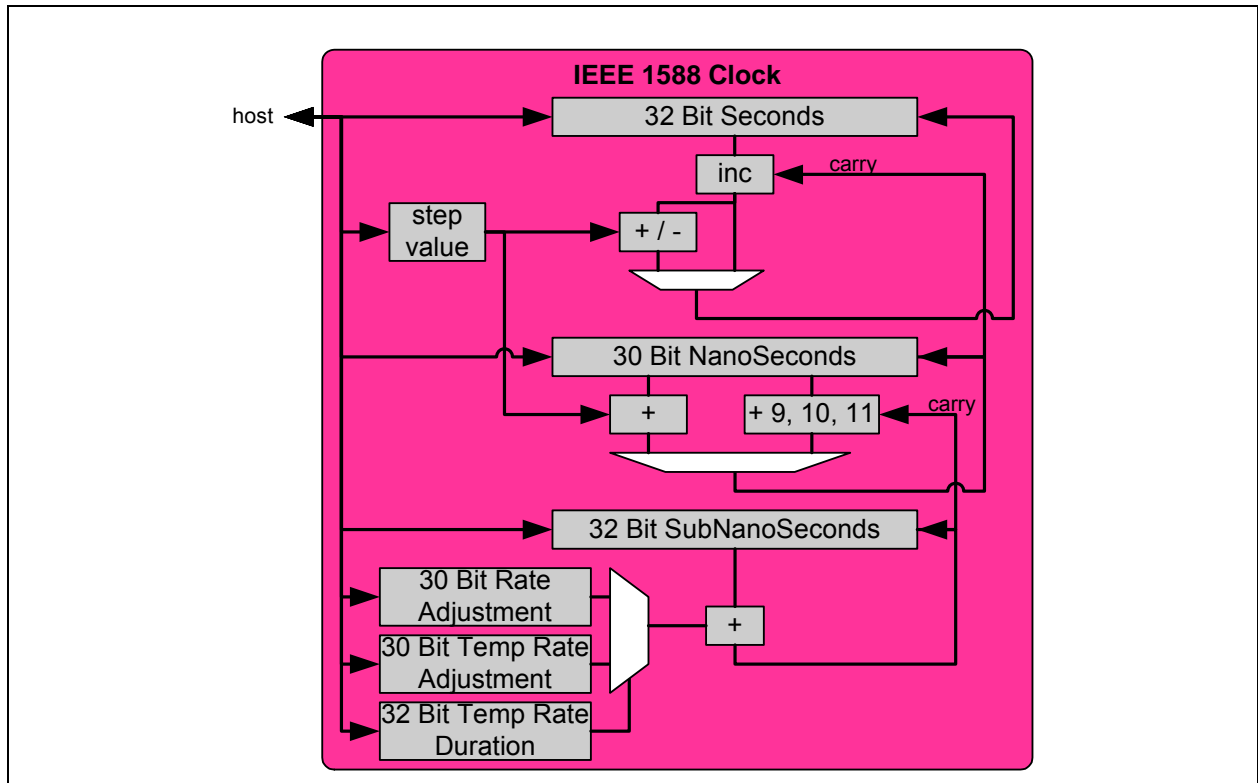 IEEE 1588 Clock
host
32 Bit Seconds
inc
carry
step
value
+ / -
30 Bit NanoSeconds
+
+ 9, 10, 11
carry
32 Bit SubNanoSeconds
30 Bit Rate
Adjustment
+
30 Bit Temp Rate
Adjustment
32 Bit Temp Rate
Duration